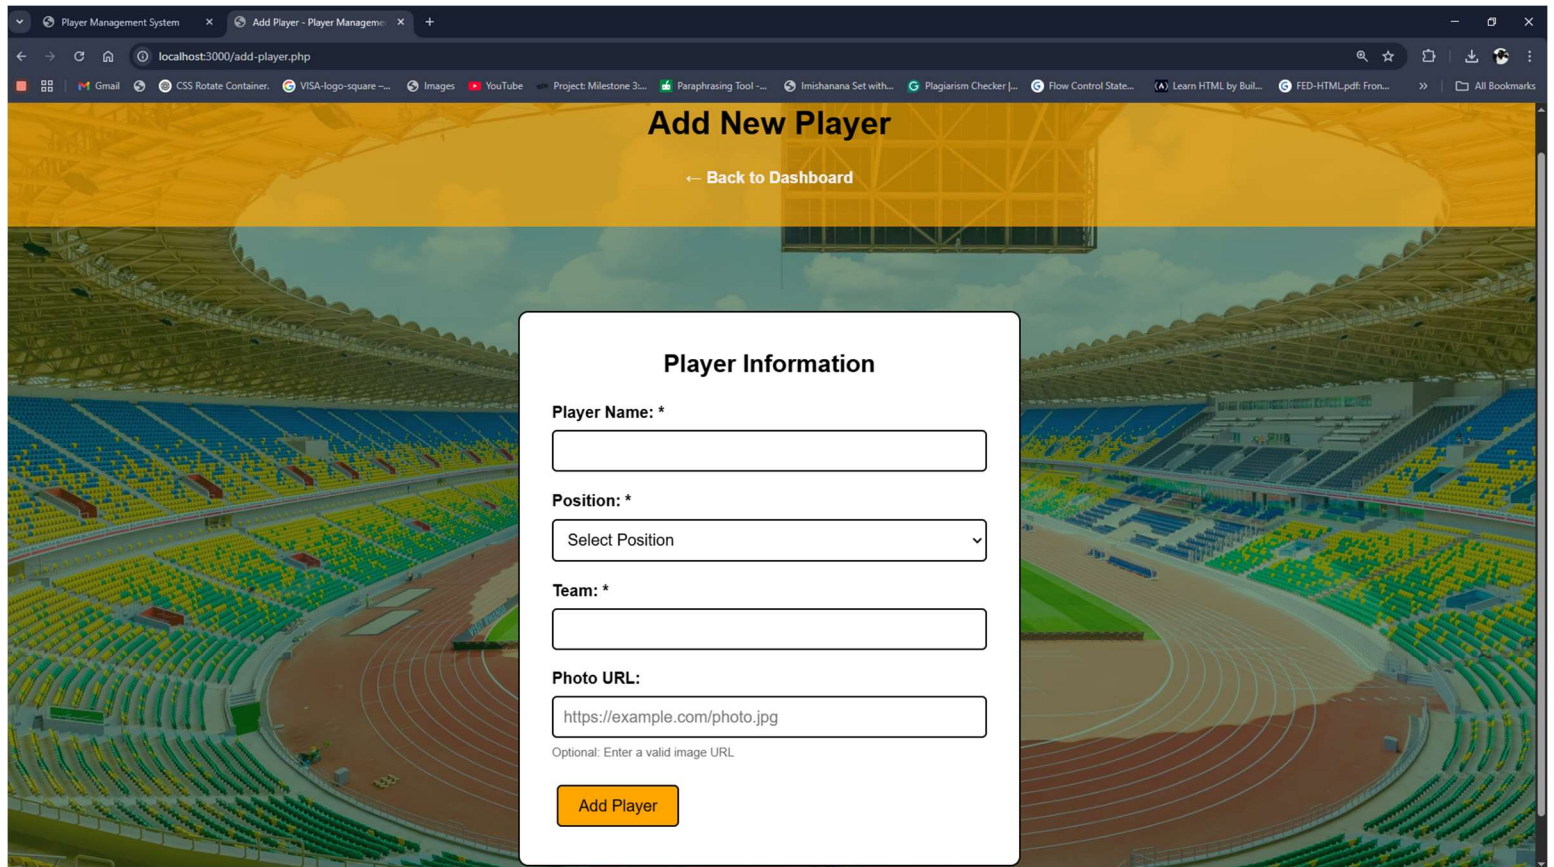 Player Management System
Add Player - Player Manageme
localhost:3000/add-player.php
Gmail
CSS Rotate Container.
VISA-logo-square –...
Images
YouTube
Project: Milestone 3:...
Paraphrasing Tool -...
Imishanana Set with...
Plagiarism Checker |...
Flow Control State...
Learn HTML by Buil...
FED-HTML.pdf: Fron...
»
All Bookmarks
Add New Player
← Back to Dashboard
Player Information
Player Name: *
Position: *
Select Position
Team: *
Photo URL:
https://example.com/photo.jpg
Optional: Enter a valid image URL
Add Player